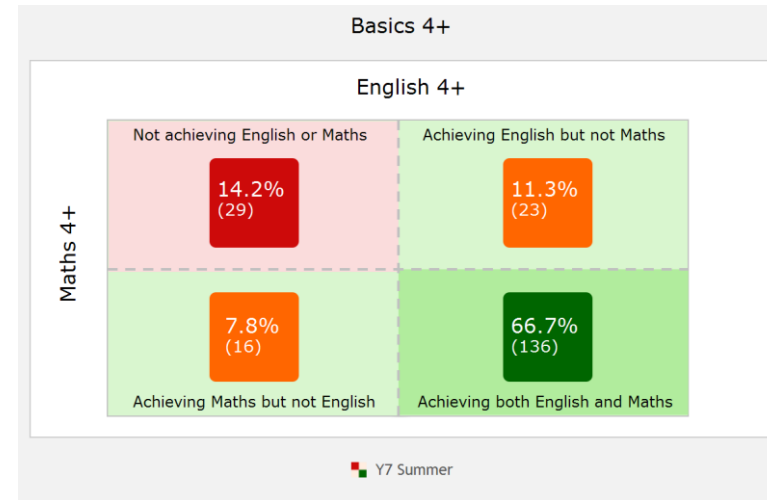 Basics 4+
English 4+
Maths 4+
Not achieving English or Maths
14.2%
(29)
Achieving English but not Maths
11.3%
(23)
7.8%
(16)
Achieving Maths but not English
66.7%
(136)
Achieving both English and Maths
Y7 Summer